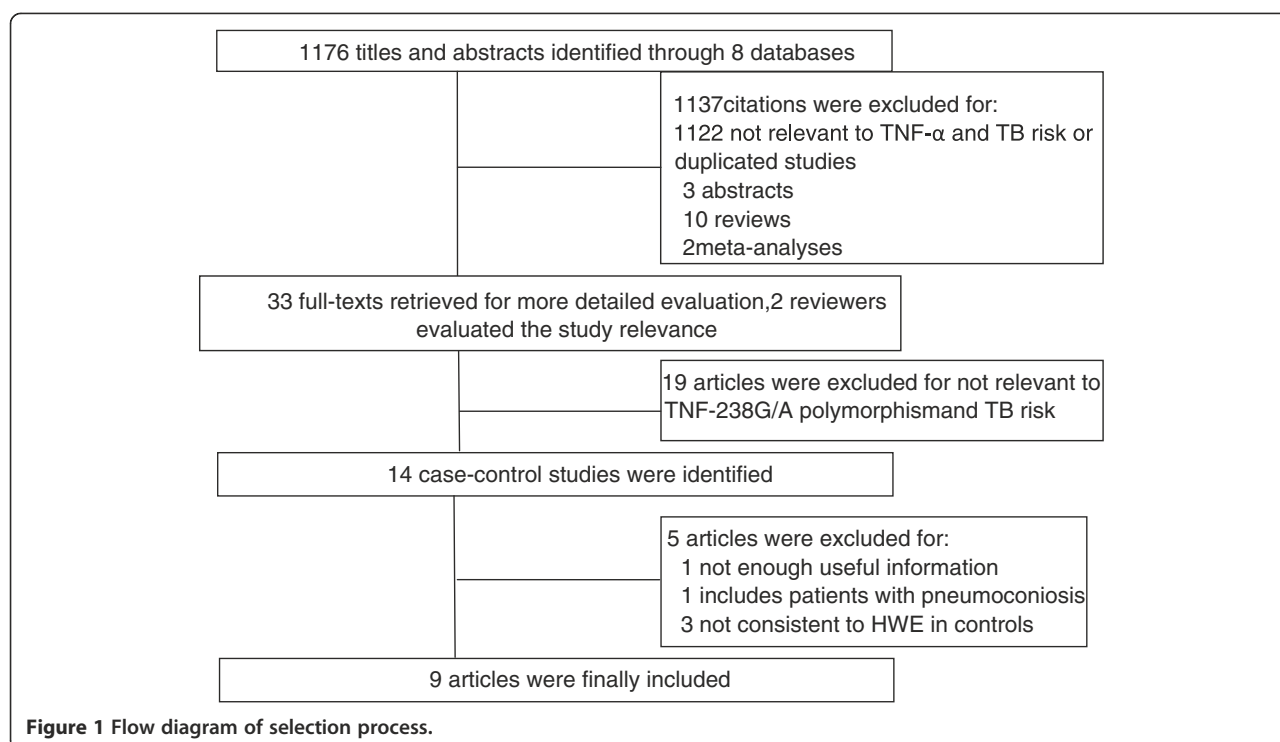 1176 titles and abstracts identified through 8 databases
1137citations were excluded for:
1122 not relevant to TNF-α and TB risk or
duplicated studies
3 abstracts
10 reviews
2meta-analyses
33 full-texts retrieved for more detailed evaluation,2 reviewers
evaluated the study relevance
19 articles were excluded for not relevant to
TNF-238G/A polymorphismand TB risk
14 case-control studies were identified
5 articles were excluded for:
1 not enough useful information
1 includes patients with pneumoconiosis
3 not consistent to HWE in controls
9 articles were finally included
Figure 1 Flow diagram of selection process.